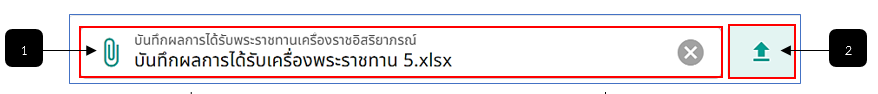 บันทึกผลการได้รับพระราชทานเครื่องราชอิสริยาภรณ์
1
บันทึกผลการได้รับเครื่องพระราชทาน 5.xlsx
2